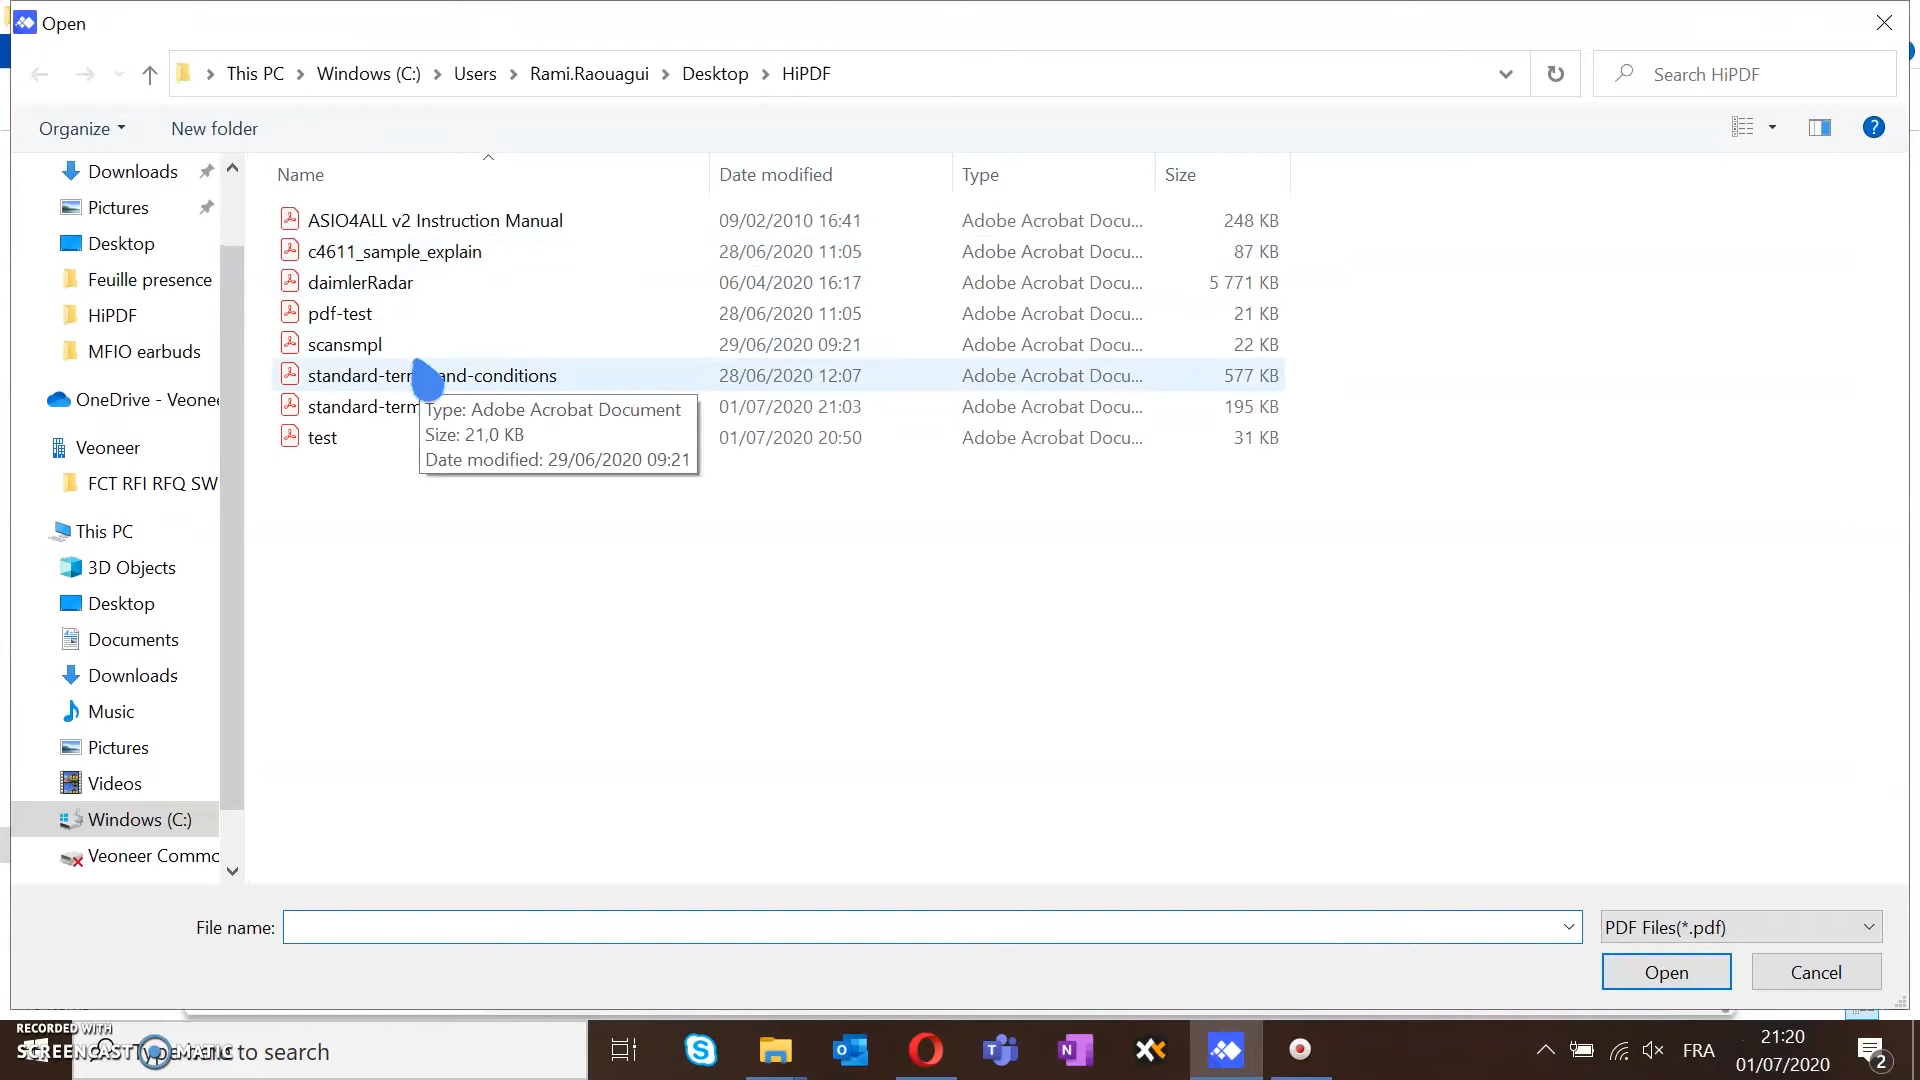 Open
This PC
Windows (C:)
Users
Rami.Raouagui
Desktop
HiPDF
Search HiPDF
Organize
New folder
?
Downloads
Pictures
Desktop
Feuille presence
HiPDF
MFIO earbuds
OneDrive - Veonee
Veoneer
FCT RFI RFQ SW
This PC
3D Objects
Desktop
Documents
Downloads
Music
Pictures
Videos
Windows (C:)
Veoneer Commo
Name Date modified Type Size
ASIO4ALL v2 Instruction Manual 09/02/2010 16:41 Adobe Acrobat Docu... 248 KB
c4611_sample_explain 28/06/2020 11:05 Adobe Acrobat Docu... 87 KB
daimlerRadar 06/04/2020 16:17 Adobe Acrobat Docu... 5 771 KB
pdf-test 28/06/2020 11:05 Adobe Acrobat Docu... 21 KB
scansmpl 29/06/2020 09:21 Adobe Acrobat Docu... 22 KB
standard-term and-conditions 28/06/2020 12:07 Adobe Acrobat Docu... 577 KB
standard-term 01/07/2020 21:03 Adobe Acrobat Docu... 195 KB
test 01/07/2020 20:50 Adobe Acrobat Docu... 31 KB
Type: Adobe Acrobat Document
Size: 21,0 KB
Date modified: 29/06/2020 09:21
File name:
PDF Files(*.pdf)
Open
Cancel
RECORDED WITH
SCREENCAST MATIC
to search
FRA
21:20
01/07/2020
2